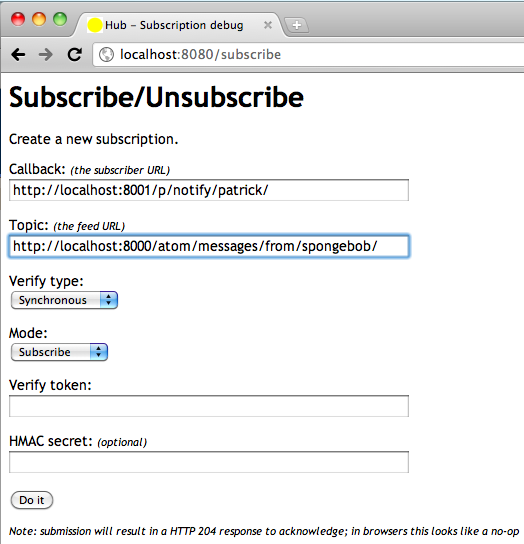 Hub – Subscription debug
localhost:8080/subscribe
Subscribe/Unsubscribe
Create a new subscription.
Callback: (the subscriber URL)
http://localhost:8001/p/notify/patrick/
Topic: (the feed URL)
http://localhost:8000/atom/messages/from/spongebob/
Verify type:
Synchronous
Mode:
Subscribe
Verify token:
HMAC secret: (optional)
Do it
Note: submission will result in a HTTP 204 response to acknowledge; in browsers this looks like a no-op